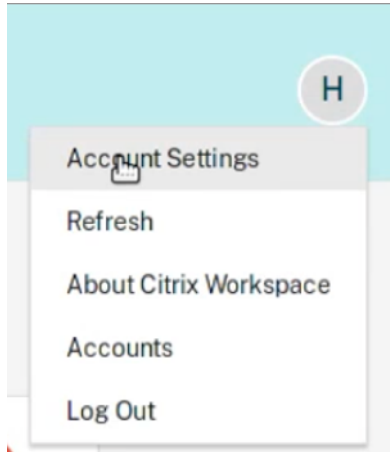 H
Account Settings
Refresh
About Citrix Workspace
Accounts
Log Out